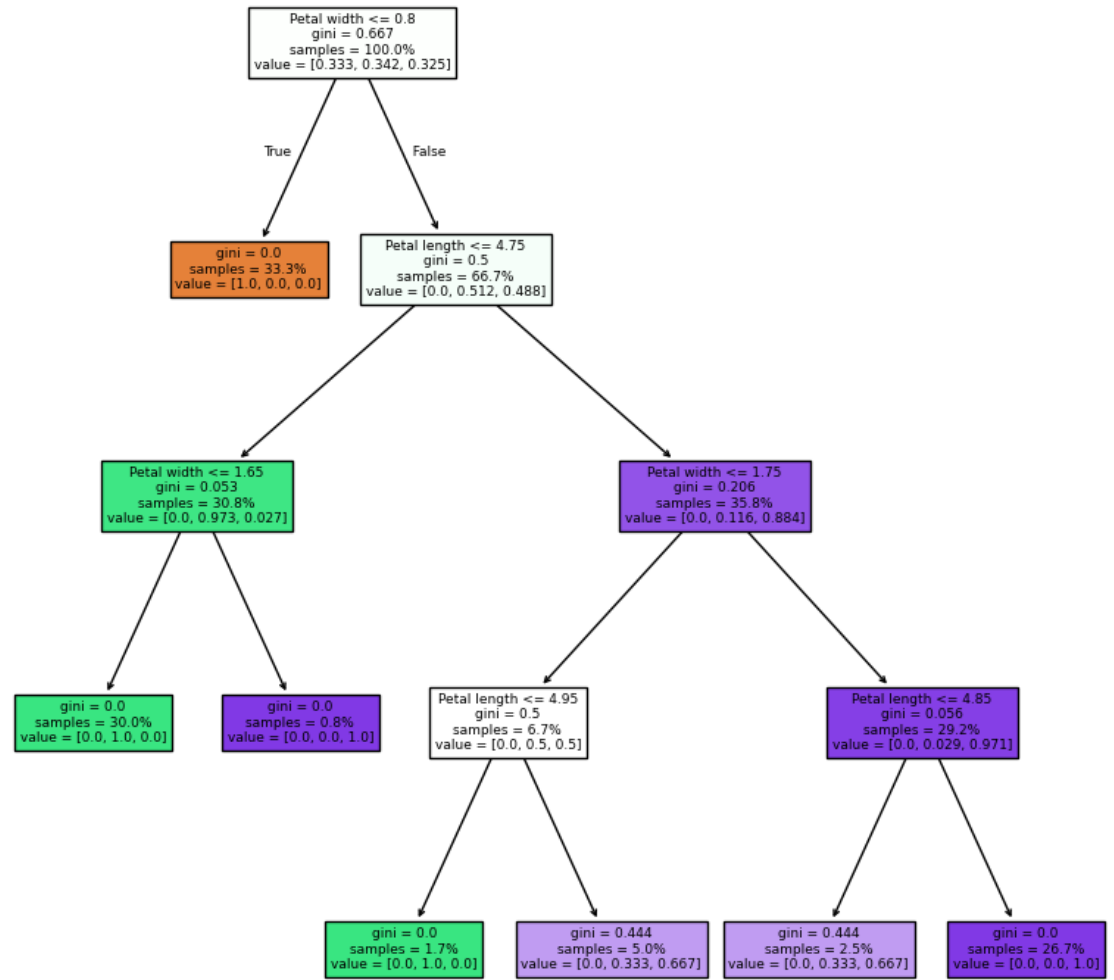 Petal width <= 0.8
gini = 0.667
samples = 100.0%
value = [0.333, 0.342, 0.325]
True
False
gini = 0.0
samples = 33.3%
value = [1.0, 0.0, 0.0]
Petal length <= 4.75
gini = 0.5
samples = 66.7%
value = [0.0, 0.512, 0.488]
Petal width <= 1.65
gini = 0.053
samples = 30.8%
value = [0.0, 0.973, 0.027]
Petal width <= 1.75
gini = 0.206
samples = 35.8%
value = [0.0, 0.116, 0.884]
gini = 0.0
samples = 30.0%
value = [0.0, 1.0, 0.0]
gini = 0.0
samples = 0.8%
value = [0.0, 0.0, 1.0]
Petal length <= 4.95
gini = 0.5
samples = 6.7%
value = [0.0, 0.5, 0.5]
Petal length <= 4.85
gini = 0.056
samples = 29.2%
value = [0.0, 0.029, 0.971]
gini = 0.0
samples = 1.7%
value = [0.0, 1.0, 0.0]
gini = 0.444
samples = 5.0%
value = [0.0, 0.333, 0.667]
gini = 0.444
samples = 2.5%
value = [0.0, 0.333, 0.667]
gini = 0.0
samples = 26.7%
value = [0.0, 0.0, 1.0]